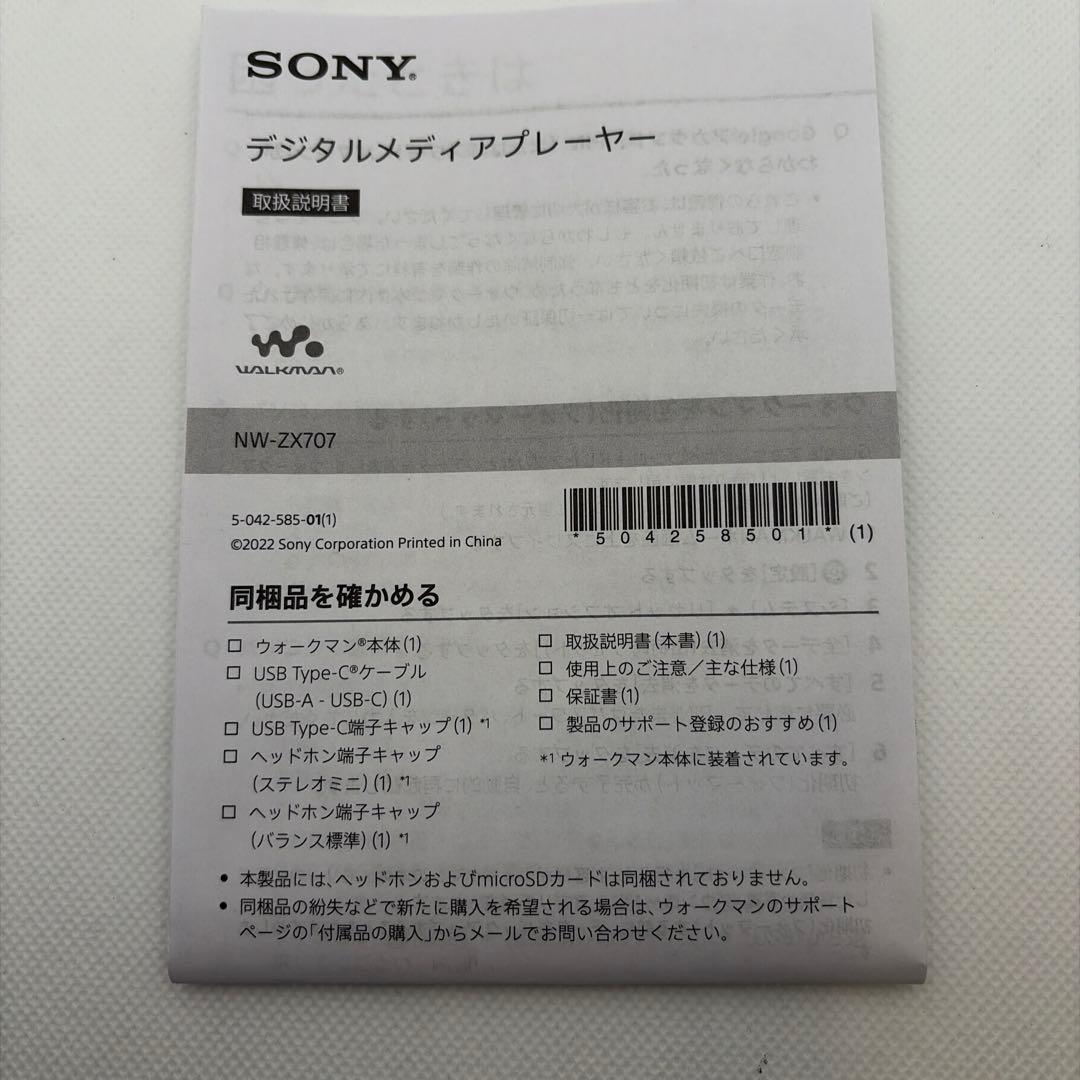 SONY®
デジタルメディアプレーヤー
取扱説明書
WALKMAN®
NW-ZX707
5-042-585-01(1)
©2022 Sony Corporation Printed in China
*504258501* (1)
同梱品を確かめる
□ ウォークマン®本体(1)
□ USB Type-C®ケーブル
(USB-A - USB-C) (1)
□ USB Type-C端子キャップ(1) *1
□ ヘッドホン端子キャップ
(ステレオミニ) (1) *1
□ ヘッドホン端子キャップ
(バランス標準) (1) *1
□ 取扱説明書(本書) (1)
□ 使用上のご注意／主な仕様(1)
□ 保証書(1)
□ 製品のサポート登録のおすすめ(1)
*1 ウォークマン本体に装着されています。
• 本製品には、ヘッドホンおよびmicroSDカードは同梱されておりません。
• 同梱品の紛失などで新たに購入を希望される場合は、ウォークマンのサポート
ページの「付属品の購入」からメールでお問い合わせください。